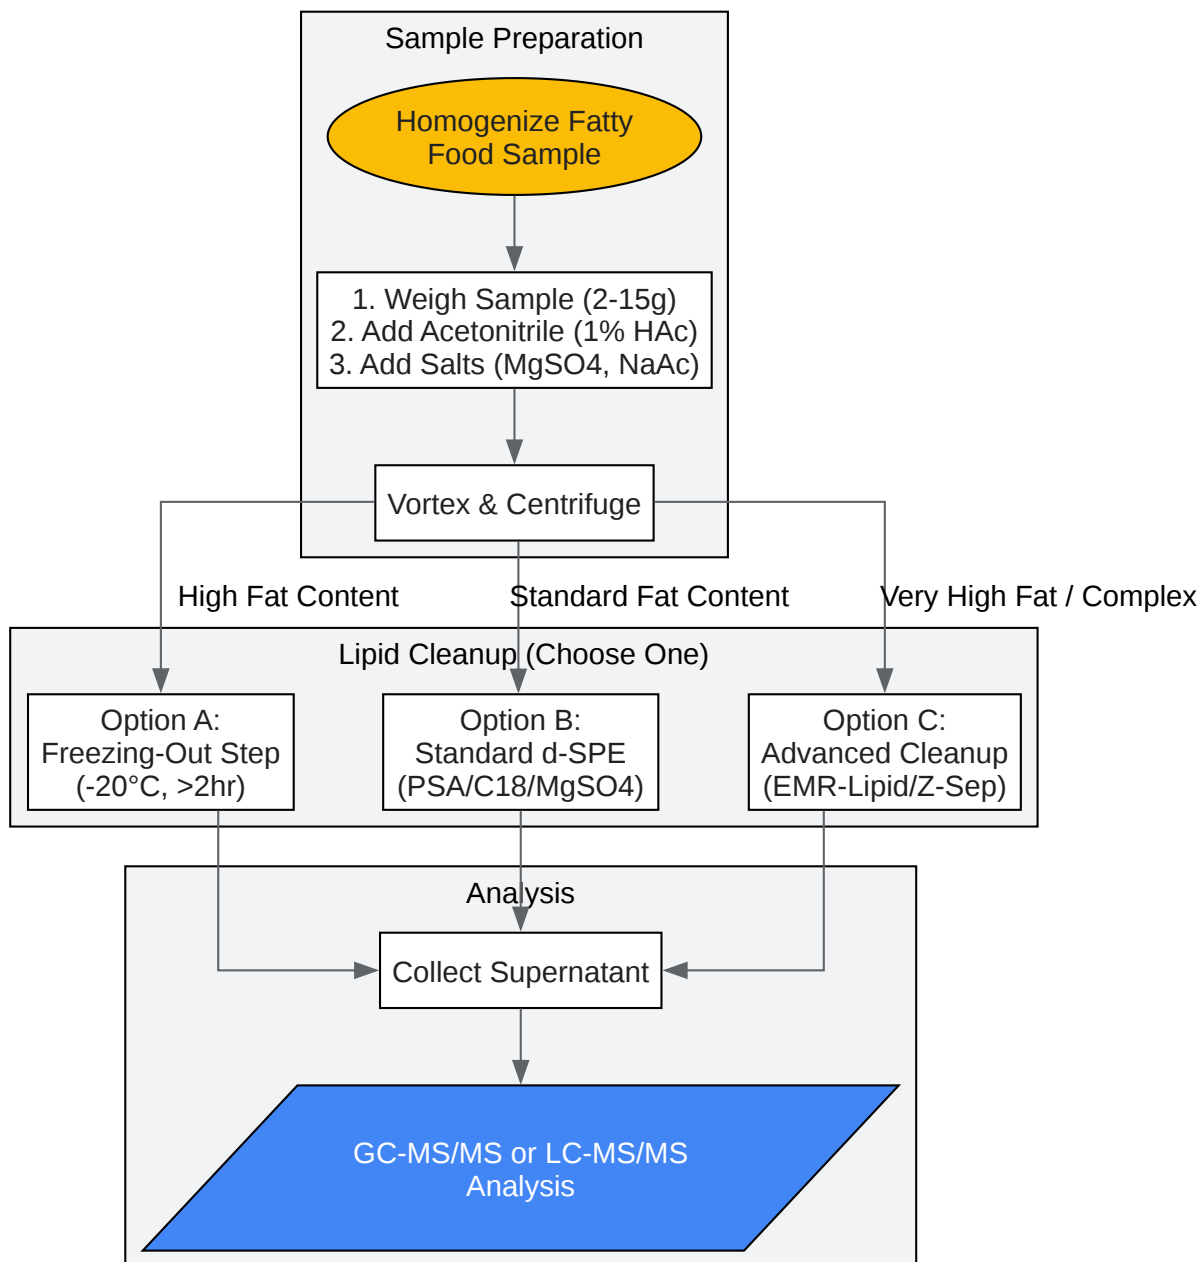 Sample Preparation
Homogenize Fatty
Food Sample
1. Weigh Sample (2-15g)
2. Add Acetonitrile (1% HAc)
3. Add Salts (MgSO4, NaAc)
Vortex & Centrifuge
High Fat Content
Standard Fat Content
Very High Fat / Complex
Lipid Cleanup (Choose One)
Option A:
Freezing-Out Step
(-20°C, >2hr)
Option B:
Standard d-SPE
(PSA/C18/MgSO4)
Option C:
Advanced Cleanup
(EMR-Lipid/Z-Sep)
Analysis
Collect Supernatant
GC-MS/MS or LC-MS/MS
Analysis